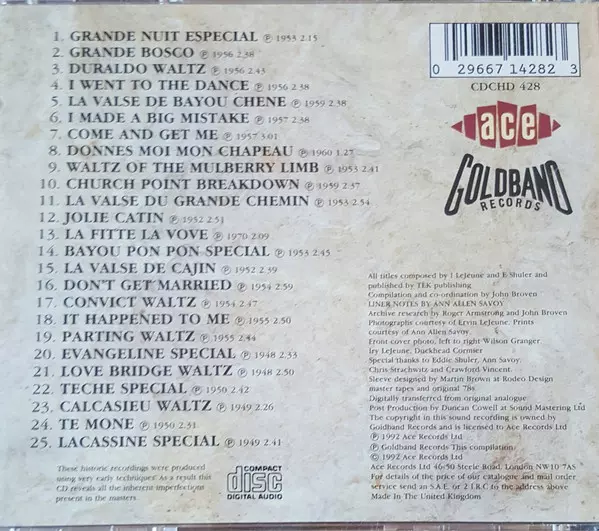 1. GRANDE NUIT ESPECIAL ℗ 1953 2.15
2. GRANDE BOSCO ℗ 1956 2.38
3. DURALDO WALTZ ℗ 1956 2.43
4. I WENT TO THE DANCE ℗ 1956 2.38
5. LA VALSE DE BAYOU CHENE ℗ 1959 2.38
6. I MADE A BIG MISTAKE ℗ 1957 2.38
7. COME AND GET ME ℗ 1957 3.01
8. DONNES MOI MON CHAPEAU ℗ 1960 1.27
9. WALTZ OF THE MULBERRY LIMB ℗ 1953 2.41
10. CHURCH POINT BREAKDOWN ℗ 1959 2.37
11. LA VALSE DU GRANDE CHEMIN ℗ 1953 2.54
12. JOLIE CATIN ℗ 1952 2.51
13. LA FITTE LA VOVE ℗ 1970 2.09
14. BAYOU PON PON SPECIAL ℗ 1953 2.45
15. LA VALSE DE CAJIN ℗ 1952 2.39
16. DON'T GET MARRIED ℗ 1954 2.59
17. CONVICT WALTZ ℗ 1954 2.47
18. IT HAPPENED TO ME ℗ 1955 2.50
19. PARTING WALTZ ℗ 1955 2.44
20. EVANGELINE SPECIAL ℗ 1948 2.33
21. LOVE BRIDGE WALTZ ℗ 1948 2.50
22. TECHE SPECIAL ℗ 1950 2.42
23. CALCASIEU WALTZ ℗ 1949 2.26
24. TE MONE ℗ 1950 2.31
25. LACASSINE SPECIAL ℗ 1949 2.41
These historic recordings were produced
using very early techniques. As a result this
CD reveals all the inherent imperfections
present in the masters.
COMPACT
disc
DIGITAL AUDIO
0 29667 14282 3
CDCHD 428
ace
GOLDBAND
RECORDS
All titles composed by I LeJeune and E Shuler and
published by TEK publishing
Compilation and co-ordination by John Broven
LINER NOTES BY ANN ALLEN SAVOY
Archive research by Roger Armstrong and John Broven
Photographs courtesy of Ervin LeJeune. Prints
courtesy of Ann Allen Savoy.
Front cover photo, left to right Wilson Granger
Iry LeJeune, Duckhead Cormier
Special thanks to Eddie Shuler, Ann Savoy,
Chris Strachwitz and Crawford Vincent.
Sleeve designed by Martin Brown at Rodeo Design
master tapes and original 78s
Digitally transferred from original analogue
Post Production by Duncan Cowell at Sound Mastering Ltd
The copyright in this sound recording is owned by
Goldband Records and is licensed to Ace Records Ltd
℗ 1992 Ace Records Ltd
℗ Goldband Records This compilation
© 1992 Ace Records Ltd
Ace Records Ltd 46-50 Steele Road, London NW10 7AS
For details of the price of our catalogue and mail order
service send an S.A.E. or 2 I.R.C to the address above
Made In The United Kingdom